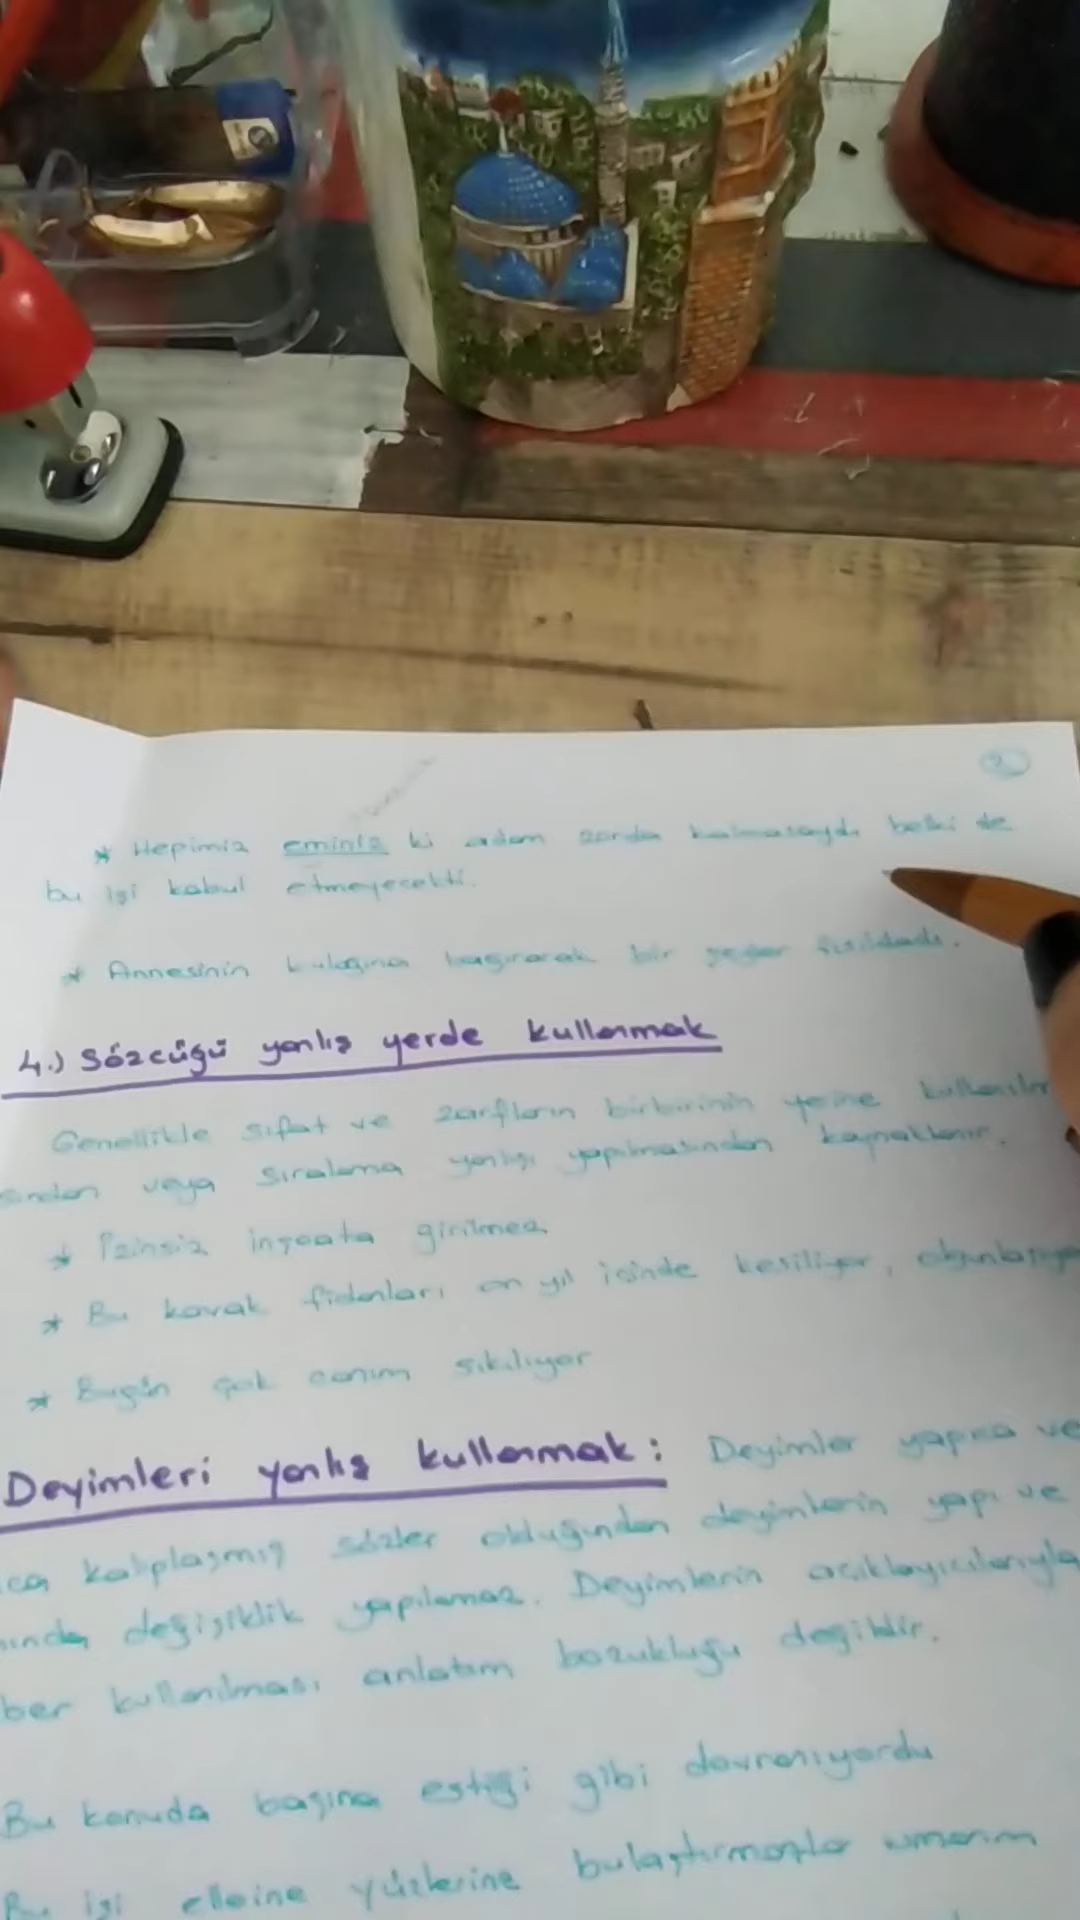 2
* Hepimiz eminiz ki adam zorda kalmasaydı belki de
bu işi kabul etmeyecekti.
* Annesinin kulağına bağırarak bir şeyler fısıldadı.
4.) Sözcüğü yanlış yerde kullanmak
Genellikle sıfat ve zarfların birbirinin yerine kullanılma
sından veya sıralama yanlışı yapılmasından kaynaklanır.
* İzinsiz inşaata girilmez.
* Bu kavak fidanları on yıl içinde kesiliyor,
* Bugün çok canım sıkılıyor
Deyimleri yanlış kullanmak: Deyimler yapıca ve
ca kalıplaşmış sözler olduğundan deyimlerin yapı ve
ında değişiklik yapılamaz. Deyimlerin açıklayıcılarıyla
ber kullanılması anlatım bozukluğu değildir.
Bu konuda başına estiği gibi davranıyordu
Bu işi elleine yüzlerine bulaştırmazlar umarım